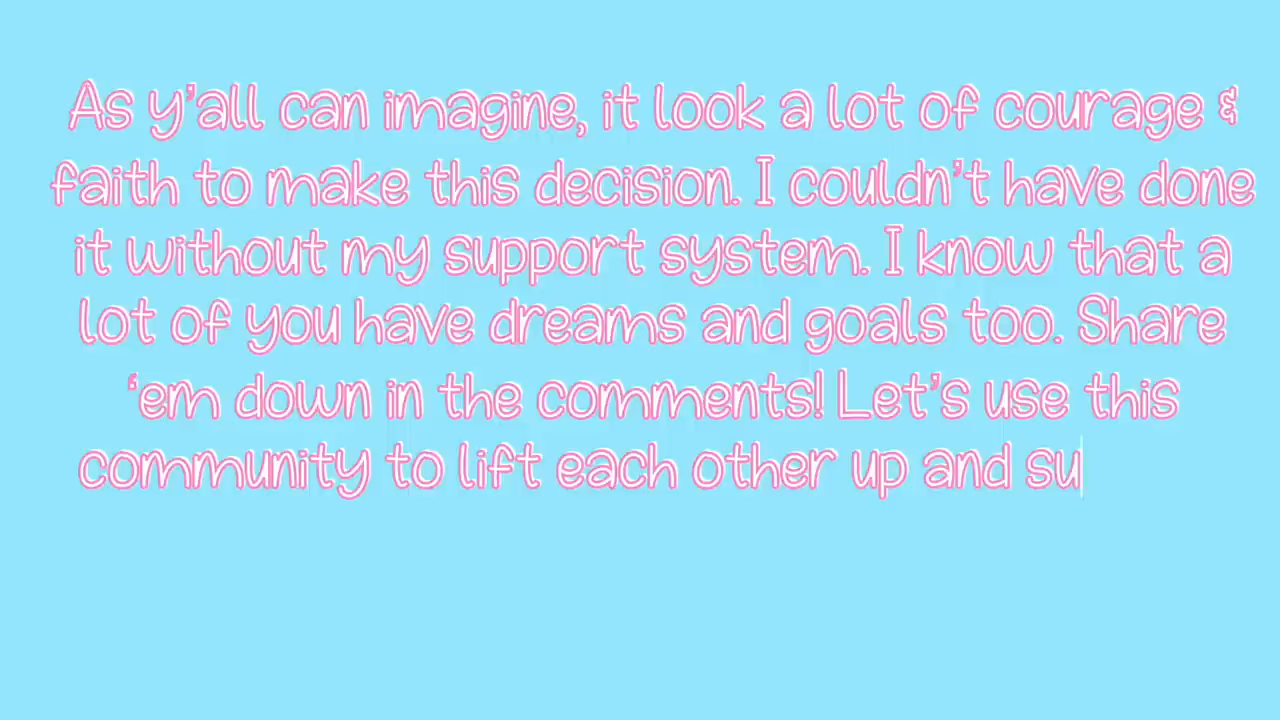 As y’all can imagine, it look a lot of courage &
faith to make this decision. I couldn’t have done
it without my support system. I know that a
lot of you have dreams and goals too. Share
‘em down in the comments! Let’s use this
community to lift each other up and su